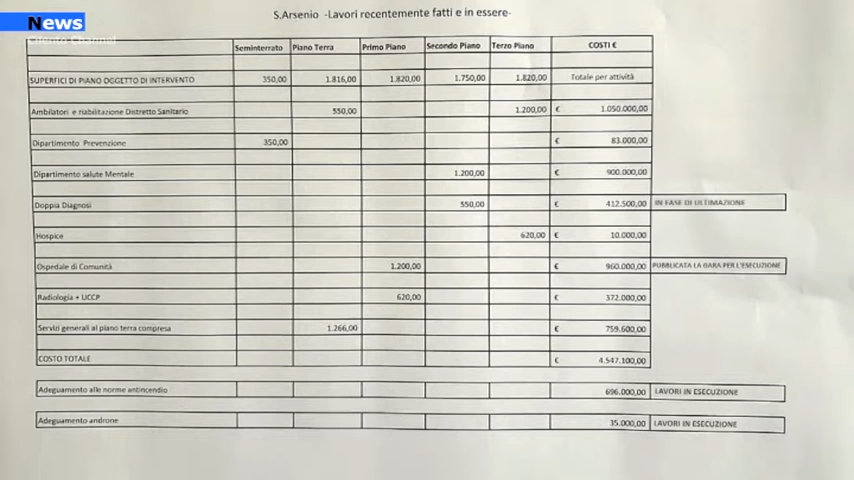 News
Cilento Channel
S.Arsenio -Lavori recentemente fatti e in essere-
Seminterrato Piano Terra Primo Piano Secondo Piano Terzo Piano COSTI €
SUPERFICI DI PIANO OGGETTO DI INTERVENTO 350,00 1.816,00 1.820,00 1.750,00 1.820,00 Totale per attività
Ambilatori e riabilitazione Distretto Sanitario 550,00 1.200,00 € 1.050.000,00
Dipartimento Prevenzione 350,00 € 83.000,00
Dipartimento salute Mentale 1.200,00 € 900.000,00
Doppia Diagnosi 550,00 € 412.500,00 IN FASE DI ULTIMAZIONE
Hospice 620,00 € 10.000,00
Ospedale di Comunità 1.200,00 € 960.000,00 PUBBLICATA LA GARA PER L'ESECUZIONE
Radiologia + UCCP 620,00 € 372.000,00
Servizi generali al piano terra compresa 1.266,00 € 759.600,00
COSTO TOTALE € 4.547.100,00
Adeguamento alle norme antincendio 696.000,00 LAVORI IN ESECUZIONE
Adeguamento androne 35.000,00 LAVORI IN ESECUZIONE